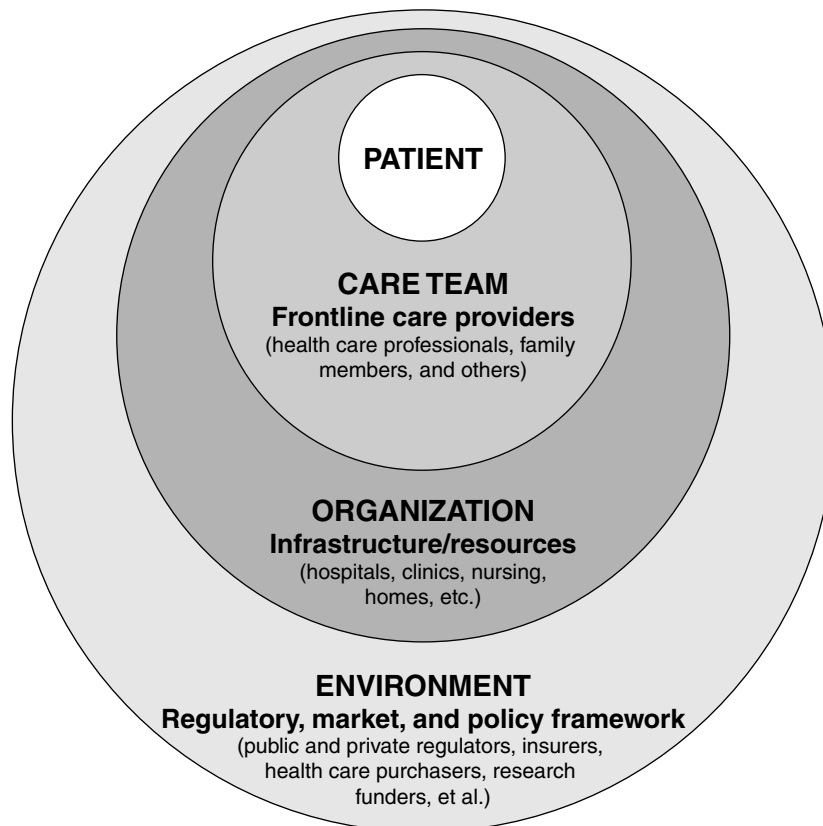 PATIENT
CARE TEAM
Frontline care providers
(health care professionals, family
members, and others)
ORGANIZATION
Infrastructure/resources
(hospitals, clinics, nursing,
homes, etc.)
ENVIRONMENT
Regulatory, market, and policy framework
(public and private regulators, insurers,
health care purchasers, research
funders, et al.)